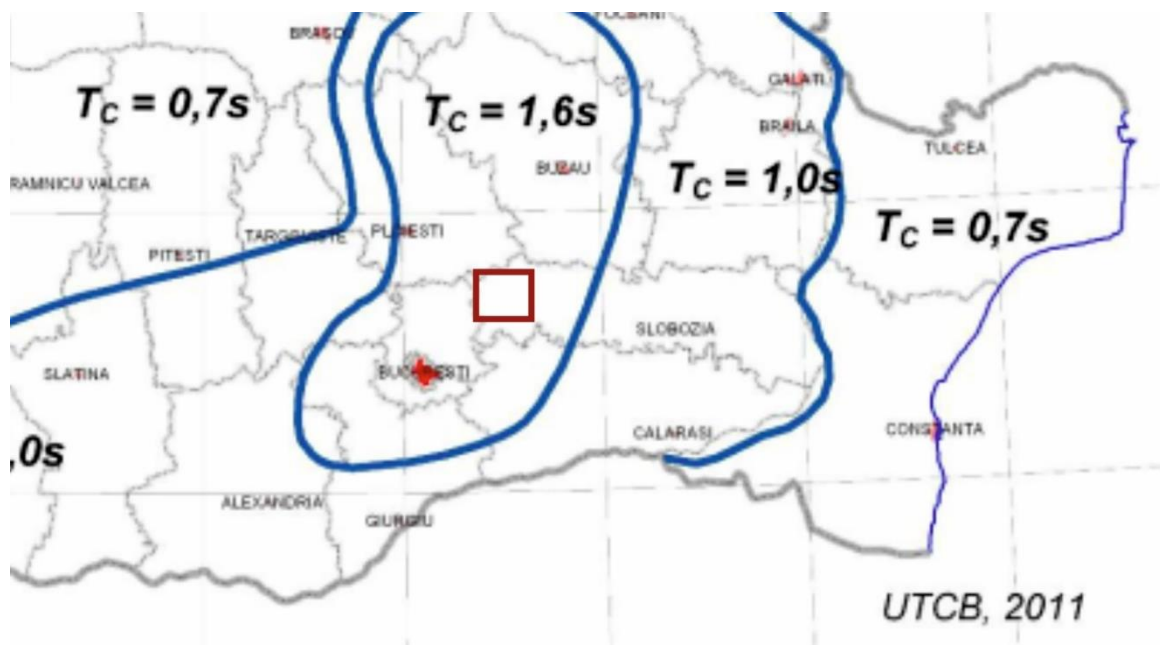 FOCSANI
BRAŞOV
GALATI
T_C = 0,7s
T_C = 1,6s
BRAILA
TULCEA
BUZAU
T_C = 1,0s
RAMNICU VALCEA
T_C = 0,7s
TARGOVISTE
PLOIESTI
PITESTI
SLOBOZIA
SLATINA
BUCURESTI
CALARASI
CONSTANTA
,0s
ALEXANDRIA
GIURGIU
UTCB, 2011